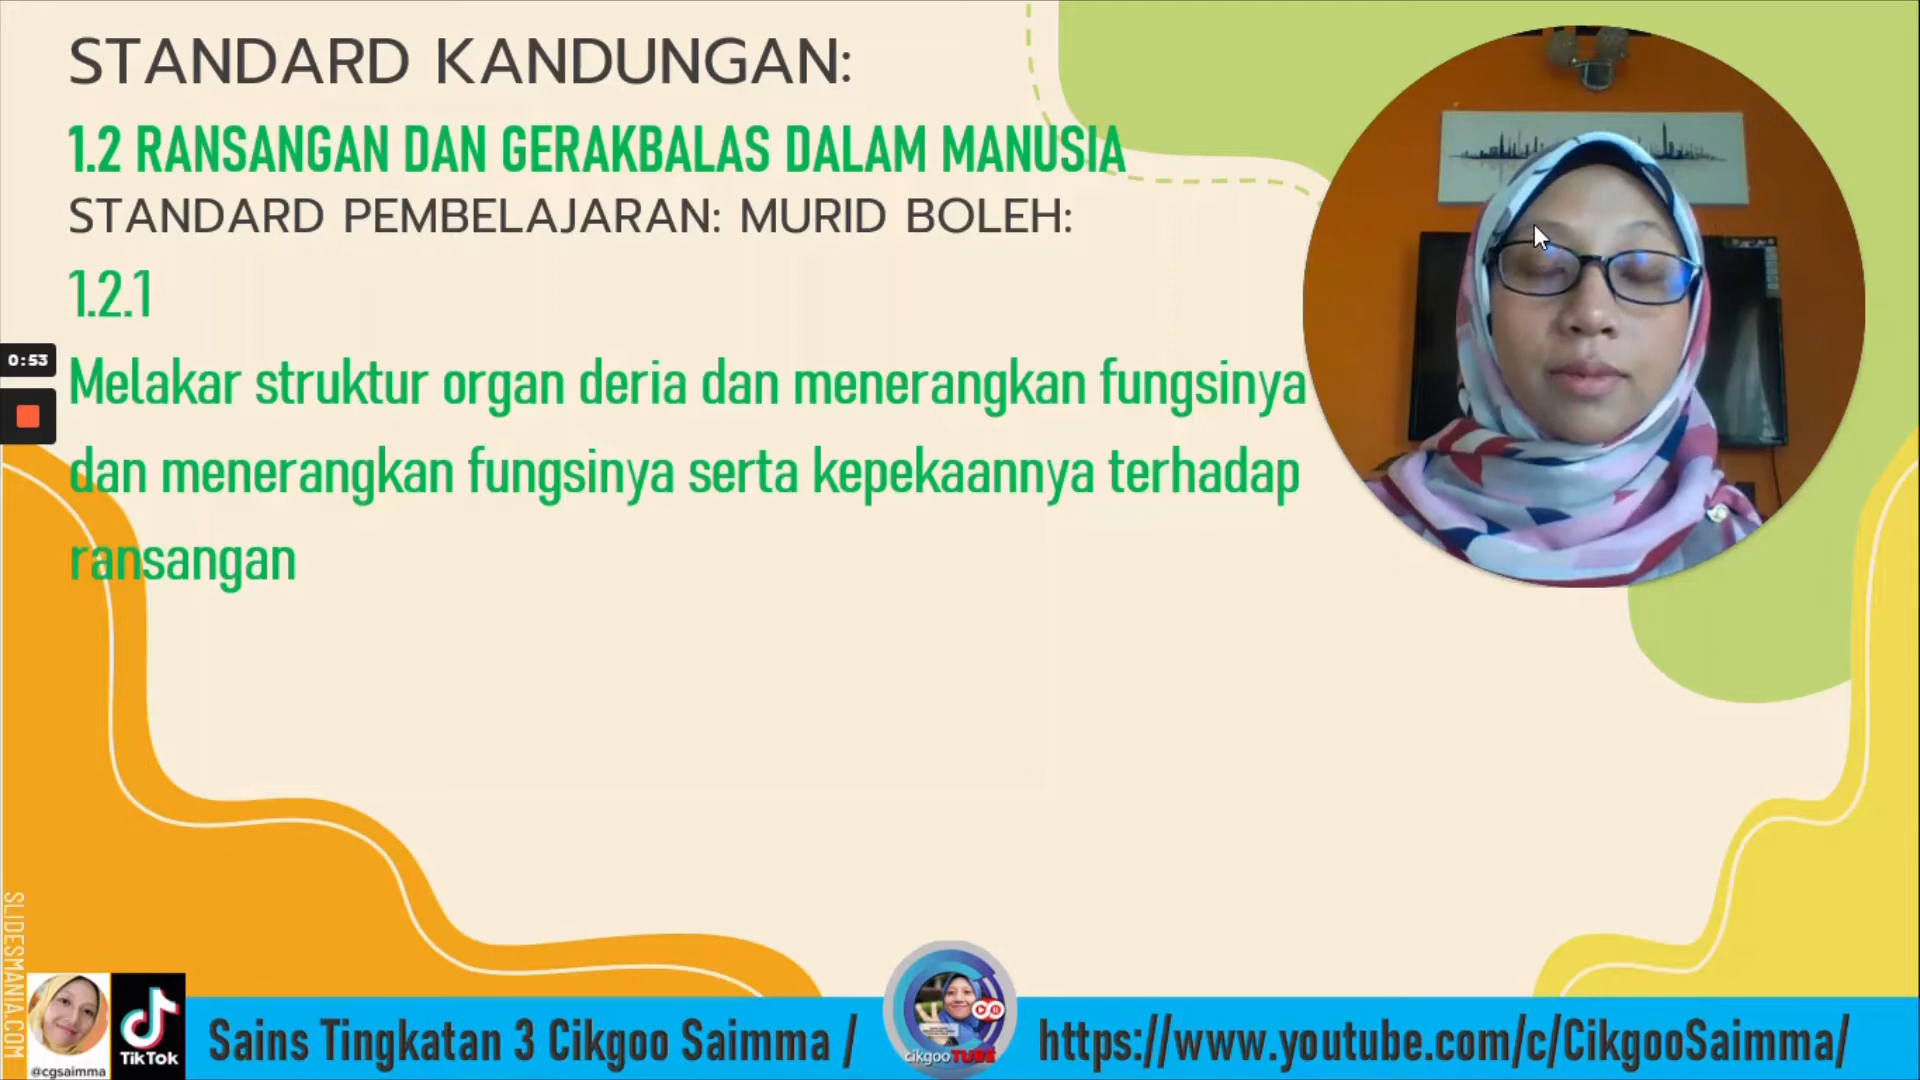 STANDARD KANDUNGAN:
1.2 RANSANGAN DAN GERAKBALAS DALAM MANUSIA
STANDARD PEMBELAJARAN: MURID BOLEH:
1.2.1
0:53
Melakar struktur organ deria dan menerangkan fungsinya
dan menerangkan fungsinya serta kepekaannya terhadap
ransangan
SLIDESMANIA.COM
@cgsaimma
TikTok
Sains Tingkatan 3 Cikgoo Saimma /
cikgooTUBE
https://www.youtube.com/c/CikgooSaimma/